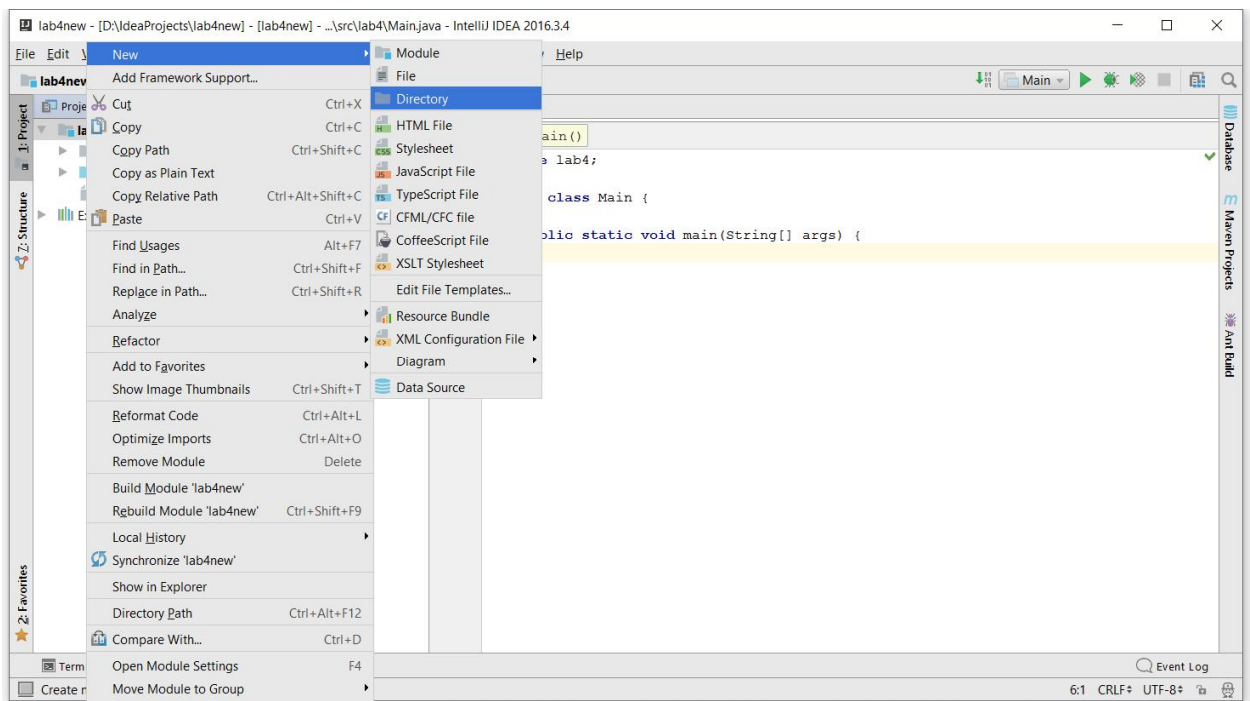 lab4new - [D:\IdeaProjects\lab4new] - [lab4new] - ...\src\lab4\Main.java - IntelliJ IDEA 2016.3.4
File Edit Help
lab4new Main
1: Project
Z: Structure
2: Favorites
New
Add Framework Support...
Cut Ctrl+X
Copy Ctrl+C
Copy Path Ctrl+Shift+C
Copy as Plain Text
Copy Relative Path Ctrl+Alt+Shift+C
Paste Ctrl+V
Find Usages Alt+F7
Find in Path... Ctrl+Shift+F
Replace in Path... Ctrl+Shift+R
Analyze
Refactor
Add to Favorites
Show Image Thumbnails Ctrl+Shift+T
Reformat Code Ctrl+Alt+L
Optimize Imports Ctrl+Alt+O
Remove Module Delete
Build Module 'lab4new'
Rebuild Module 'lab4new' Ctrl+Shift+F9
Local History
Synchronize 'lab4new'
Show in Explorer
Directory Path Ctrl+Alt+F12
Compare With... Ctrl+D
Open Module Settings F4
Move Module to Group
Module
File
Directory
HTML File
Stylesheet
JavaScript File
TypeScript File
CFML/CFC file
CoffeeScript File
XSLT Stylesheet
Edit File Templates...
Resource Bundle
XML Configuration File
Diagram
Data Source
ain()
lab4;
class Main {
blic static void main(String[] args) {
Database
Maven Projects
Ant Build
Event Log
6:1 CRLF UTF-8